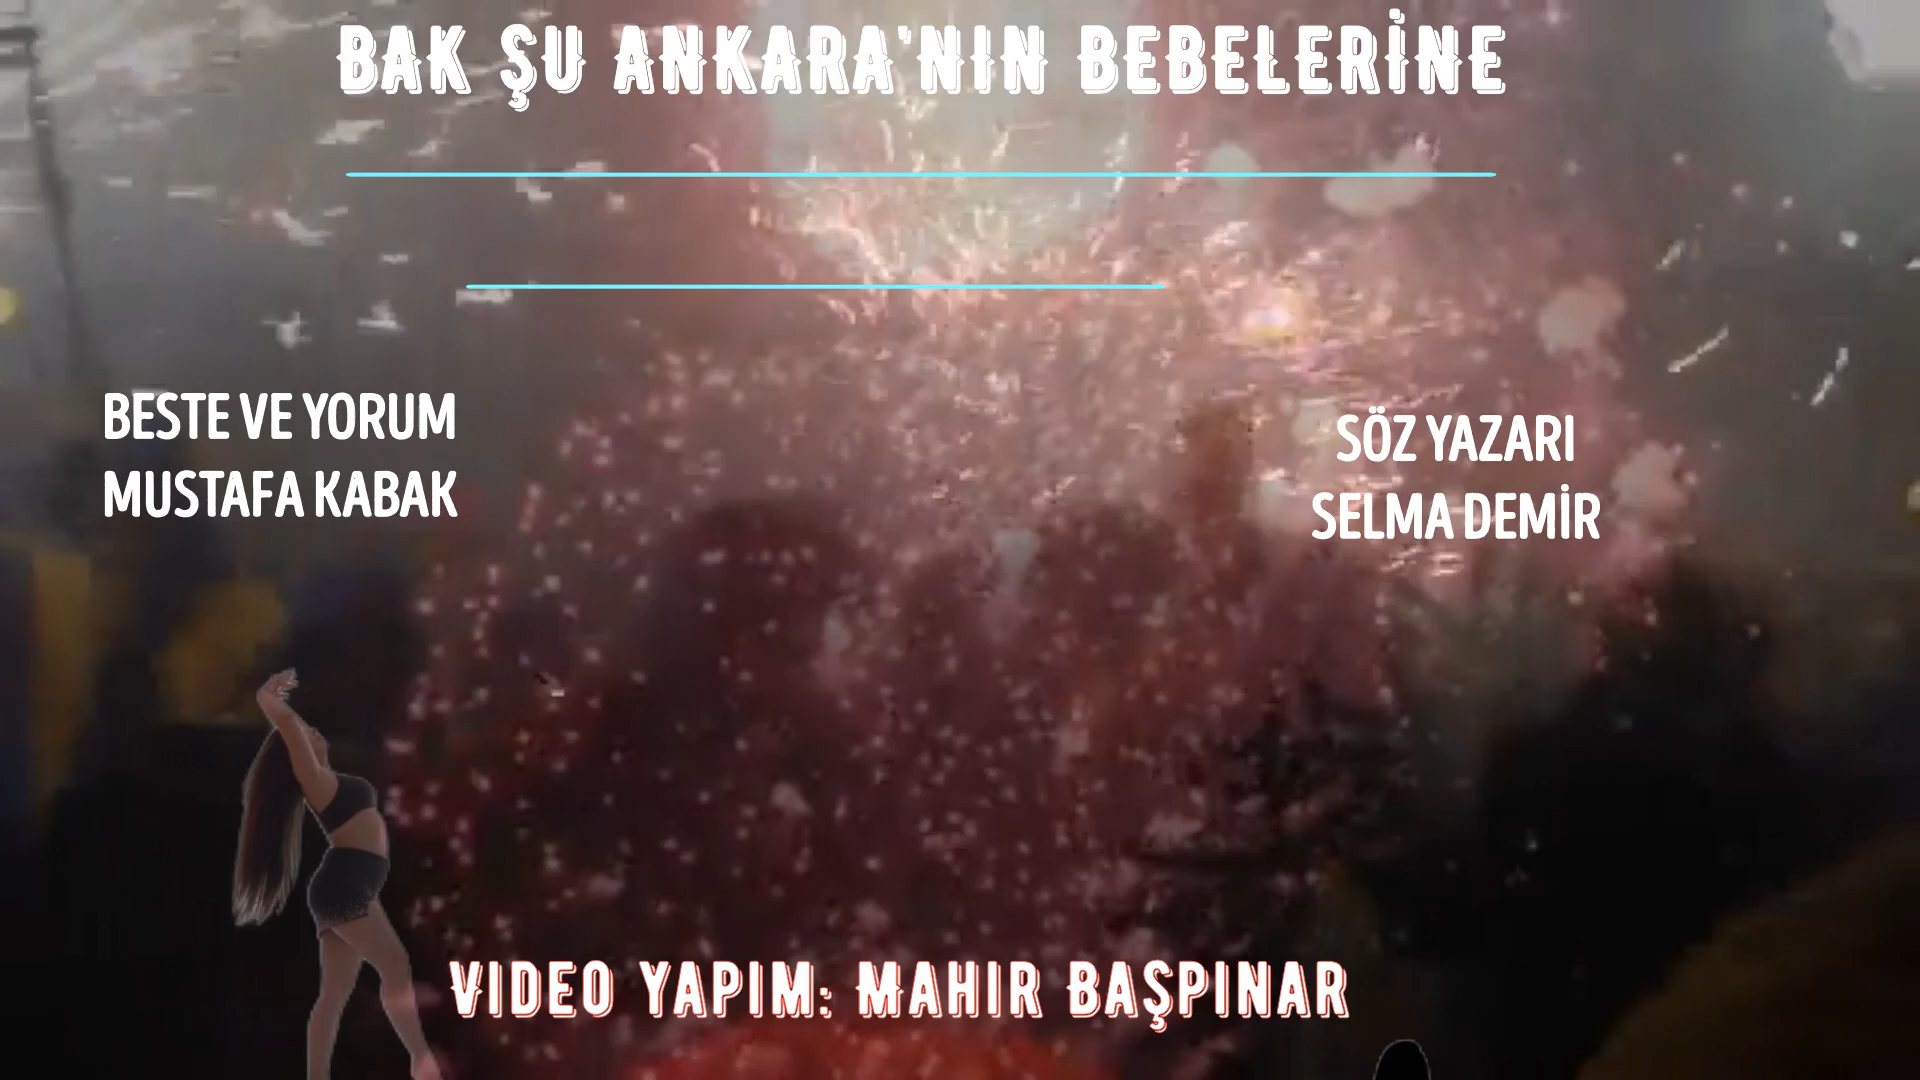 BAK ŞU ANKARA'NIN BEBELERİNE
BESTE VE YORUM
MUSTAFA KABAK
SÖZ YAZARI
SELMA DEMİR
VIDEO YAPIM: MAHIR BAŞPINAR